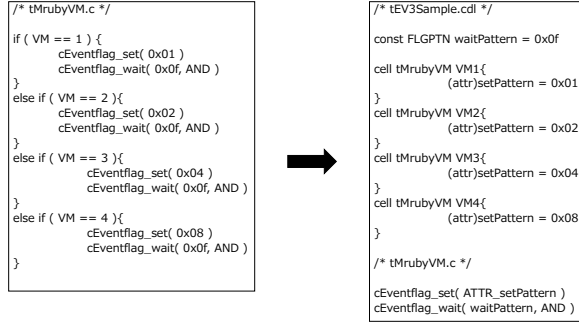 /* tMrubyVM.c */
if ( VM == 1 ) {
cEventflag_set( 0x01 )
cEventflag_wait( 0x0f, AND )
}
else if ( VM == 2 ){
cEventflag_set( 0x02 )
cEventflag_wait( 0x0f, AND )
}
else if ( VM == 3 ){
cEventflag_set( 0x04 )
cEventflag_wait( 0x0f, AND )
}
else if ( VM == 4 ){
cEventflag_set( 0x08 )
cEventflag_wait( 0x0f, AND )
}
/* tEV3Sample.cdl */
const FLGPTN waitPattern = 0x0f
cell tMrubyVM VM1{
(attr)setPattern = 0x01
}
cell tMrubyVM VM2{
(attr)setPattern = 0x02
}
cell tMrubyVM VM3{
(attr)setPattern = 0x04
}
cell tMrubyVM VM4{
(attr)setPattern = 0x08
}
/* tMrubyVM.c */
cEventflag_set( ATTR_setPattern )
cEventflag_wait( waitPattern, AND )